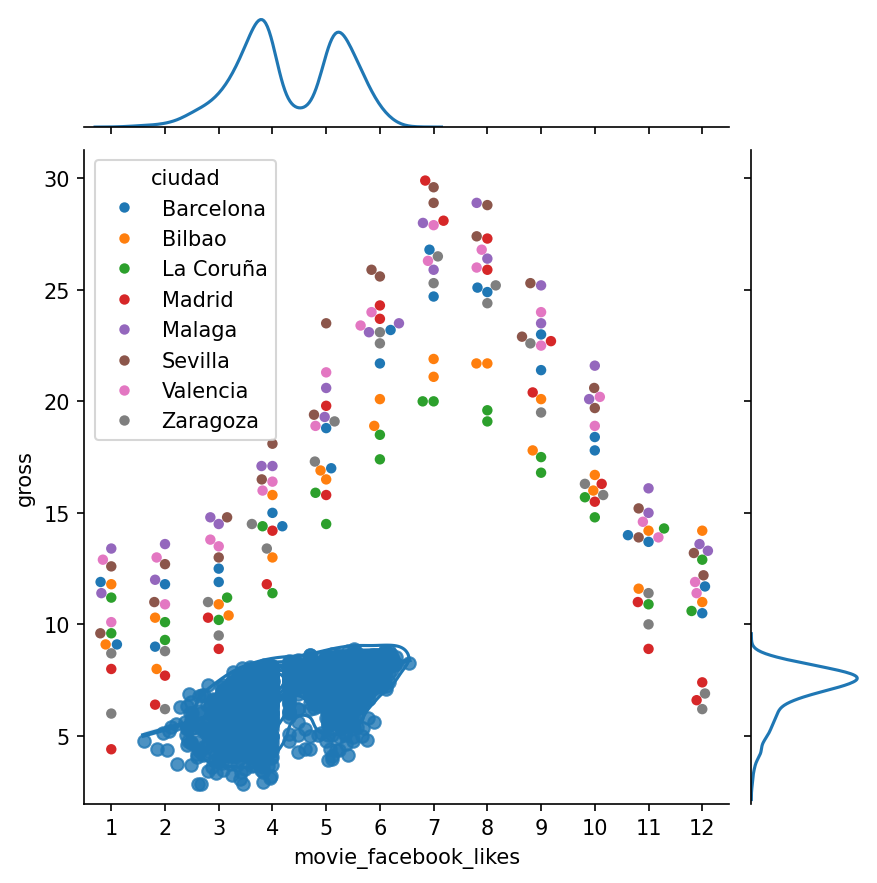 ciudad
Barcelona
Bilbao
La Coruña
Madrid
Malaga
Sevilla
Valencia
Zaragoza
30
25
20
15
10
5
gross
1 2 3 4 5 6 7 8 9 10 11 12
movie_facebook_likes